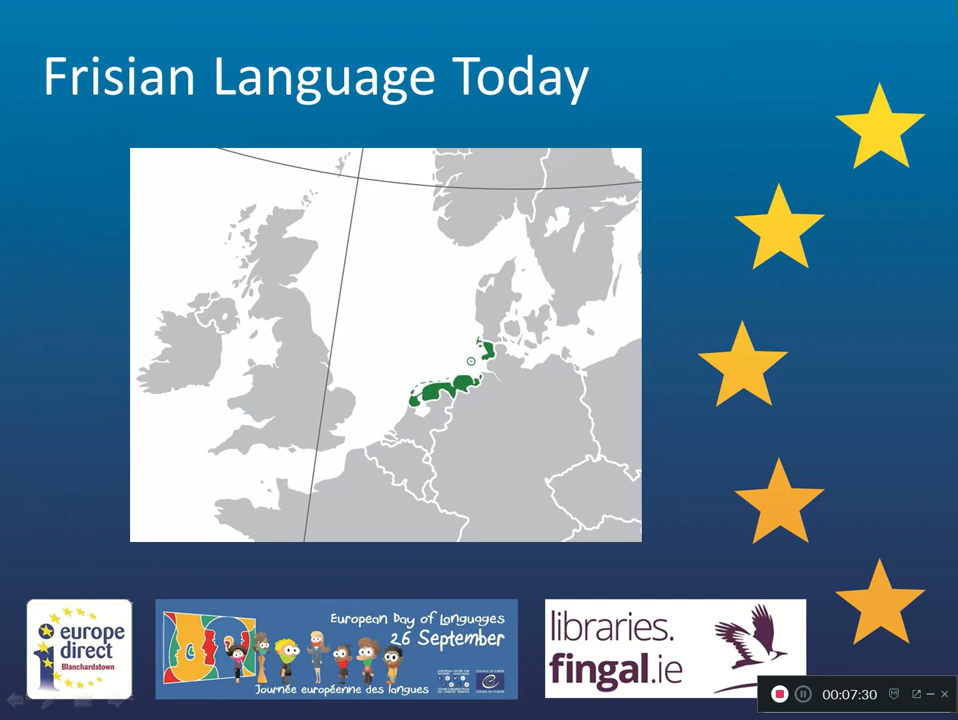 Frisian Language Today
europe
direct
Blanchardstown
European Day of Languages
26 September
Journée européenne des langues
libraries.
fingal.ie
00:07:30